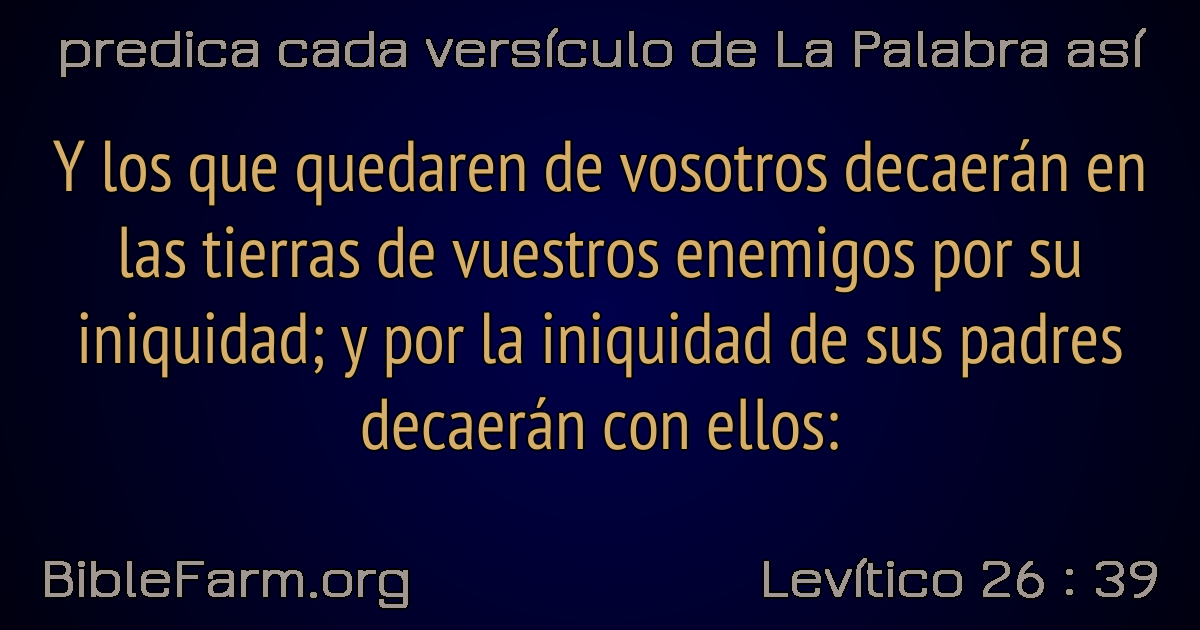 predica cada versículo de La Palabra así
Y los que quedaren de vosotros decaerán en
las tierras de vuestros enemigos por su
iniquidad; y por la iniquidad de sus padres
decaerán con ellos:
BibleFarm.org
Levítico 26 : 39